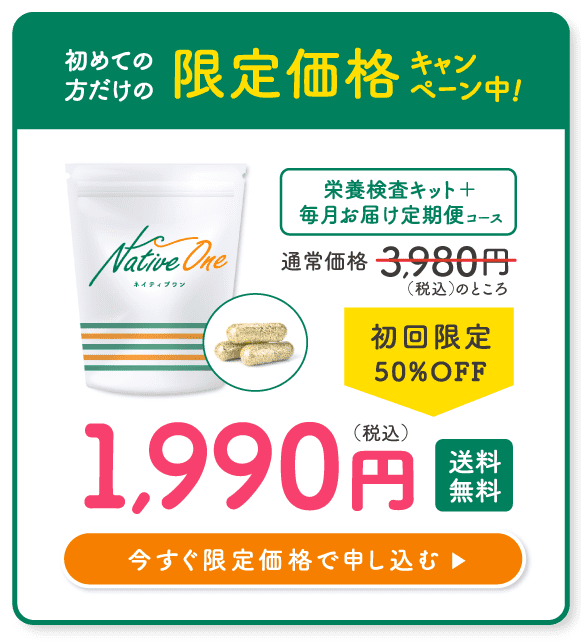 初めての
方だけの
限定価格
キャン
ペーン中!
栄養検査キット＋
毎月お届け定期便コース
通常価格 3,980円
(税込)のところ
Native One
ネイティブワン
初回限定
50%OFF
1,990円
(税込)
送料
無料
今すぐ限定価格で申し込む ▶